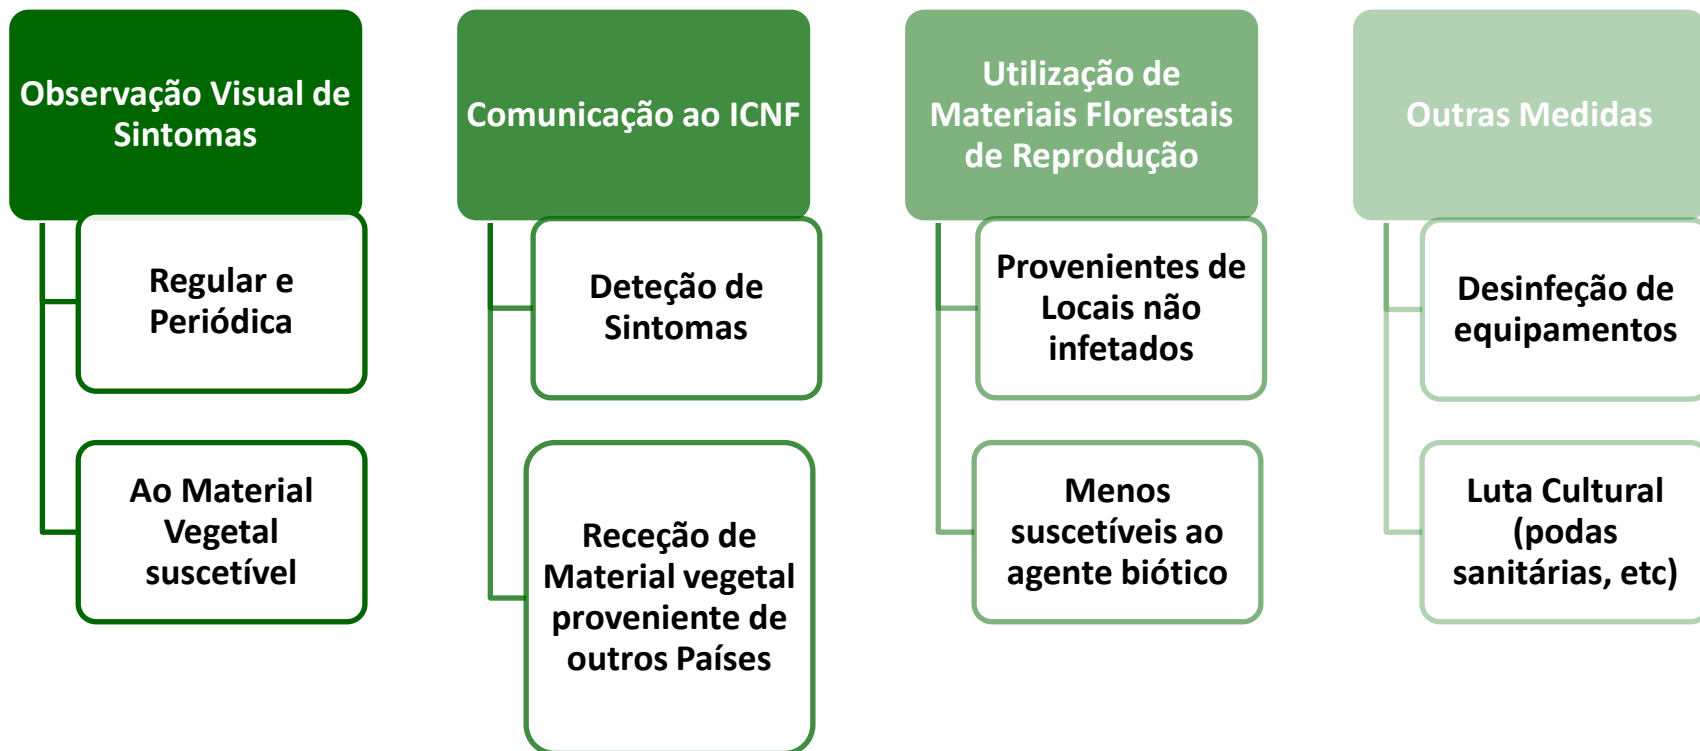 Observação Visual de
Sintomas
Regular e
Periódica
Ao Material
Vegetal
suscetível
Comunicação ao ICNF
Deteção de
Sintomas
Receção de
Material vegetal
proveniente de
outros Países
Utilização de
Materiais Florestais
de Reprodução
Provenientes de
Locais não
infetados
Menos
suscetíveis ao
agente biótico
Outras Medidas
Desinfeção de
equipamentos
Luta Cultural
(podas
sanitárias, etc)